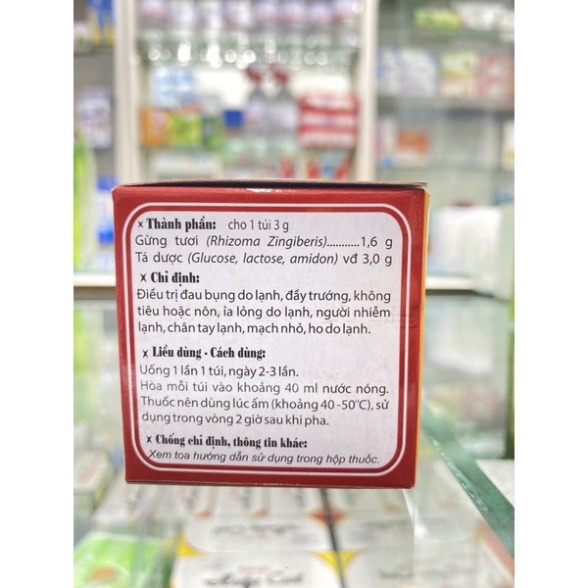 x Thành phần: cho 1 túi 3 g
Gừng tươi (Rhizoma Zingiberis)...........1,6 g
Tá dược (Glucose, lactose, amidon) vđ 3,0 g
x Chỉ định:
Điều trị đau bụng do lạnh, đầy trướng, không
tiêu hoặc nôn, ỉa lỏng do lạnh, người nhiễm
lạnh, chân tay lạnh, mạch nhỏ, ho do lạnh.
x Liều dùng - Cách dùng:
Uống 1 lần 1 túi, ngày 2-3 lần.
Hòa mỗi túi vào khoảng 40 ml nước nóng.
Thuốc nên dùng lúc ấm (khoảng 40-50°C), sử
dụng trong vòng 2 giờ sau khi pha.
x Chống chỉ định, thông tin khác:
Xem toa hướng dẫn sử dụng trong hộp thuốc.